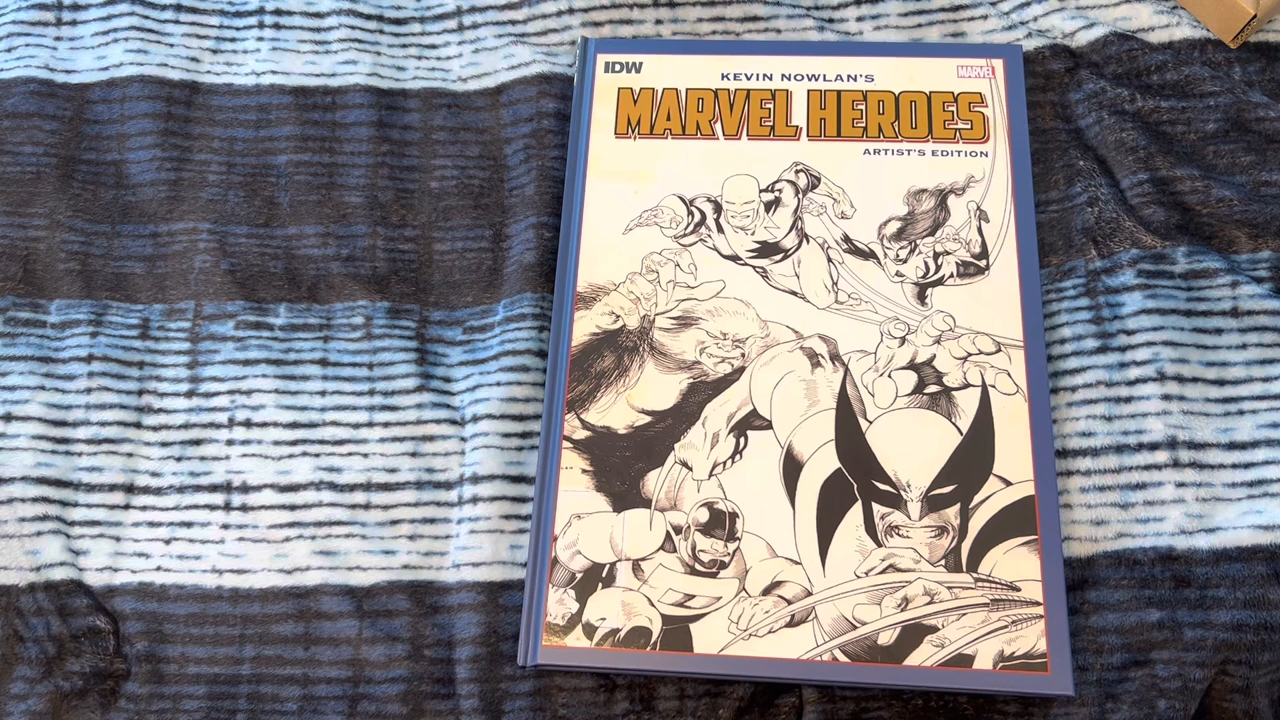 IDW
MARVEL
KEVIN NOWLAN'S
MARVEL HEROES
ARTIST'S EDITION